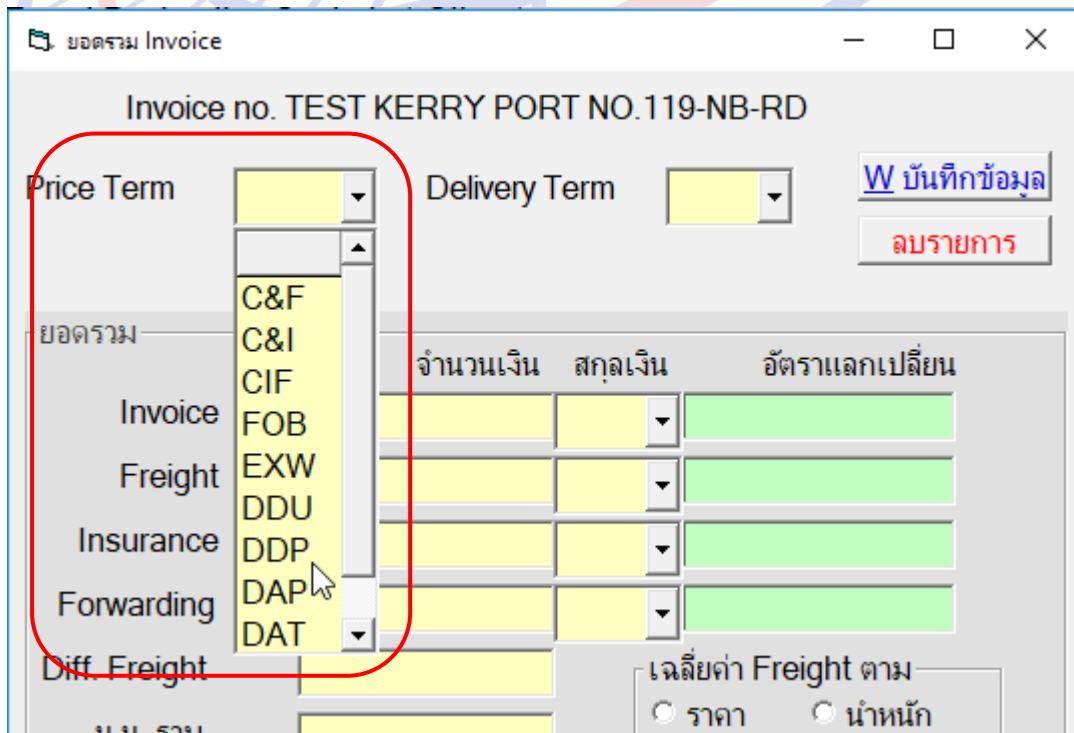 ยอดรวม Invoice
Invoice no. TEST KERRY PORT NO.119-NB-RD
Price Term
Delivery Term
W บันทึกข้อมูล
ลบรายการ
C&F
C&I
CIF
FOB
EXW
DDU
DDP
DAP
DAT
ยอดรวม
จำนวนเงิน สกุลเงิน อัตราแลกเปลี่ยน
Invoice
Freight
Insurance
Forwarding
Diff. Freight
เฉลี่ยค่า Freight ตาม
ราคา น้ำหนัก